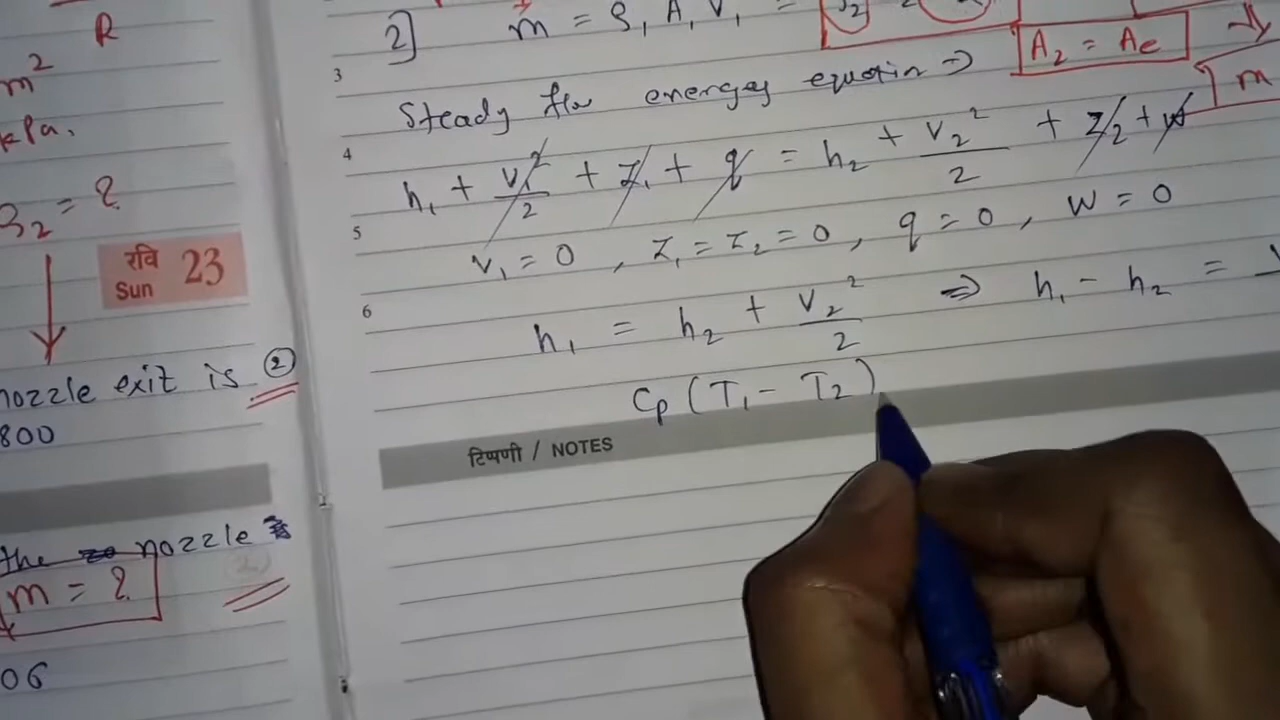 R
m²
kPa.
ρ₂ = ?
रवि
Sun 23
nozzle exit is ②
800
the nozzle
m = ?
06
2] m = ρ₁ A₁ V₁ =
A₂ = Ae
m
3
Steady flow energey equotin ⇒
4
h₁ + V₁²/2 + z₁ + q = h₂ + V₂²/2 + z₂ + w
5
V₁ = 0 , z₁ = z₂ = 0 , q = 0 , w = 0
6
h₁ = h₂ + V₂²/2 ⇒ h₁ - h₂ =
Cp (T₁ - T₂)
टिप्पणी / NOTES